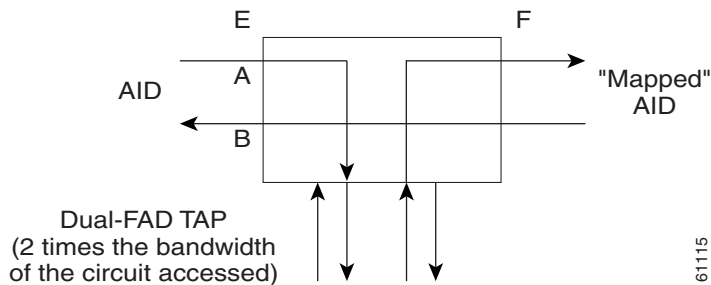 E
F
A
AID
"Mapped"
AID
B
Dual-FAD TAP
(2 times the bandwidth
of the circuit accessed)
61115